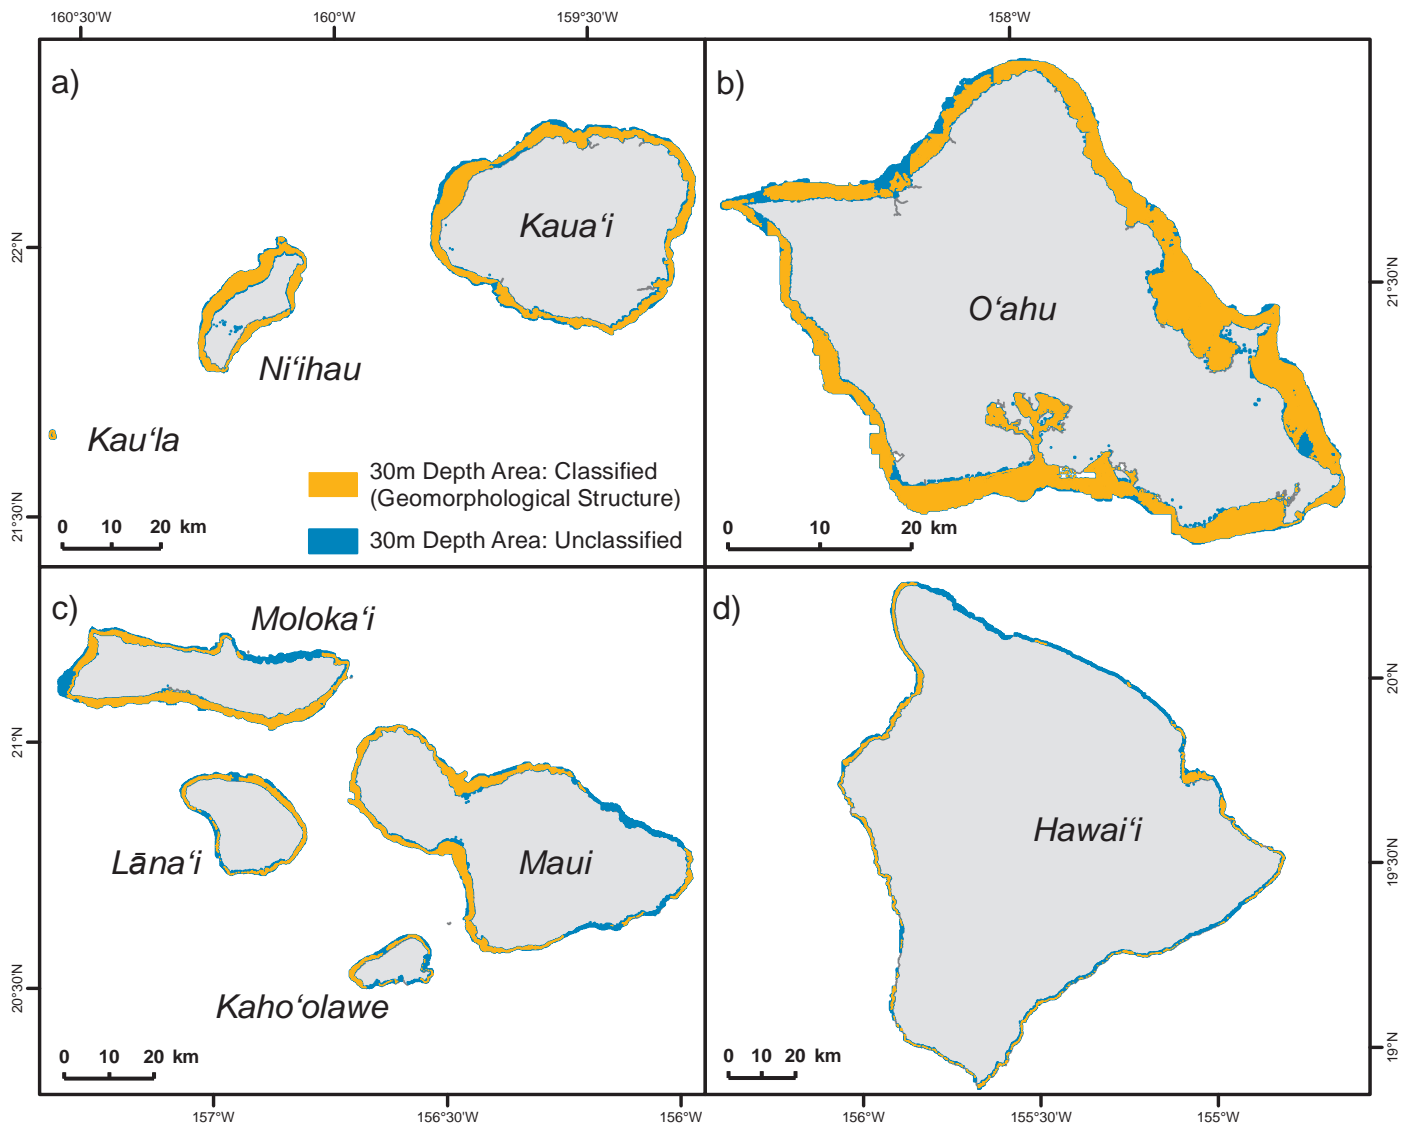 160°30'W 160°W 159°30'W 158°W
a)
b)
Kaua‘i
22°N
Ni‘ihau
O‘ahu
21°30'N
Kau‘la
30m Depth Area: Classified
(Geomorphological Structure)
30m Depth Area: Unclassified
21°30'N
0 10 20 km
0 10 20 km
c)
Moloka‘i
d)
20°N
21°N
Lāna‘i
Maui
Hawai‘i
19°30'N
20°30'N
Kaho‘olawe
0 10 20 km
0 10 20 km
19°N
157°W 156°30'W 156°W 156°W 155°30'W 155°W